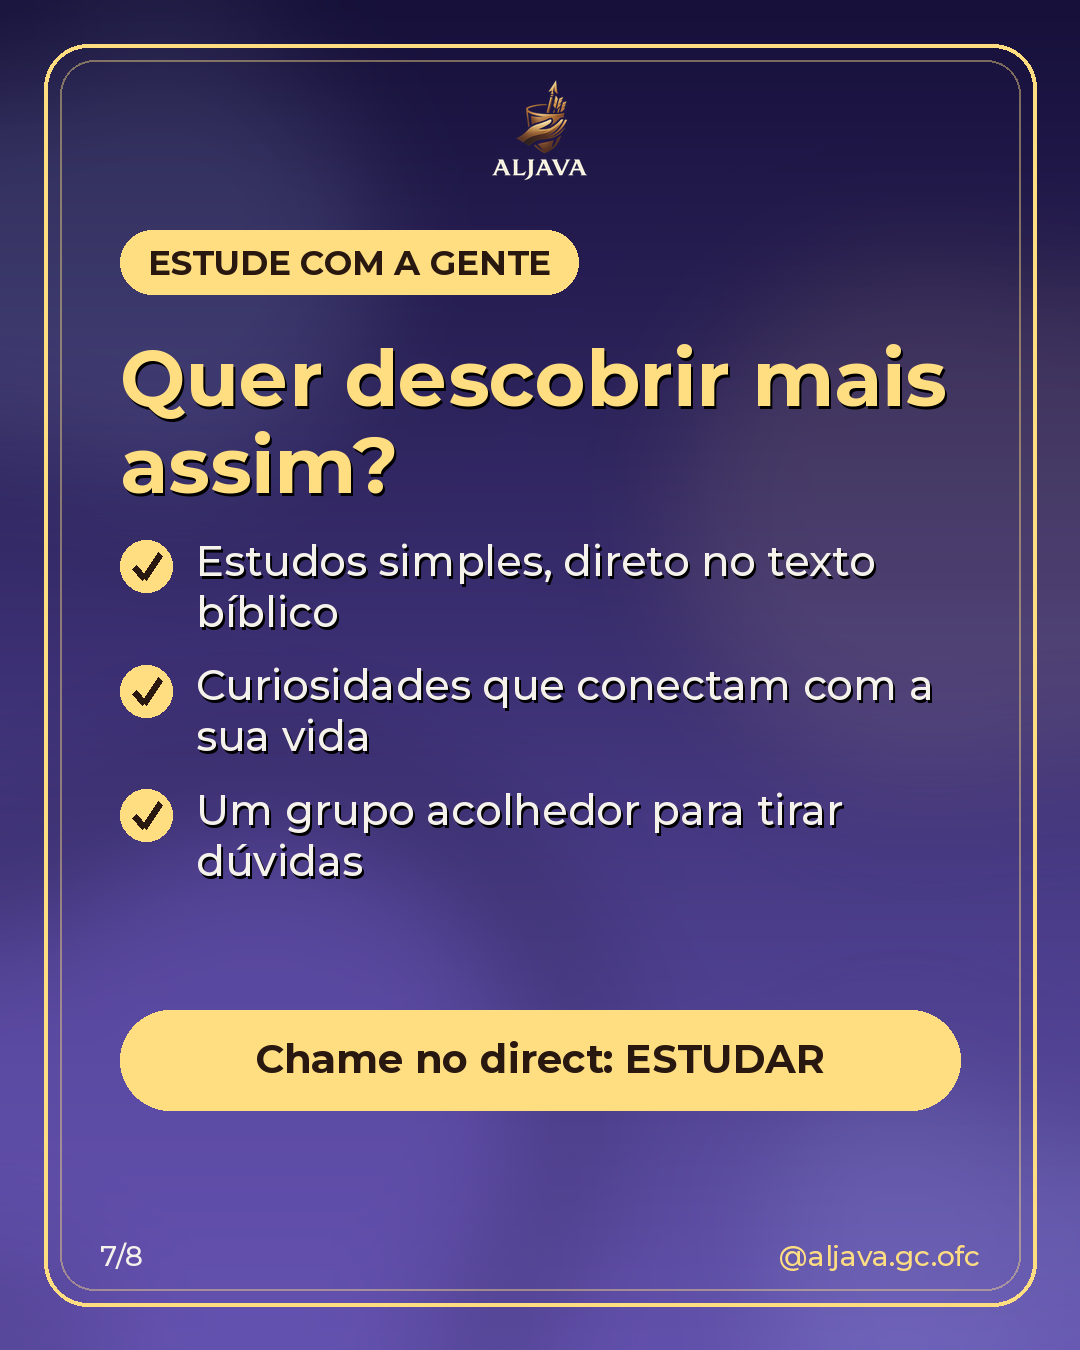 ALJAVA
ESTUDE COM A GENTE
Quer descobrir mais
assim?
Estudos simples, direto no texto
bíblico
Curiosidades que conectam com a
sua vida
Um grupo acolhedor para tirar
dúvidas
Chame no direct: ESTUDAR
7/8
@aljava.gc.ofc